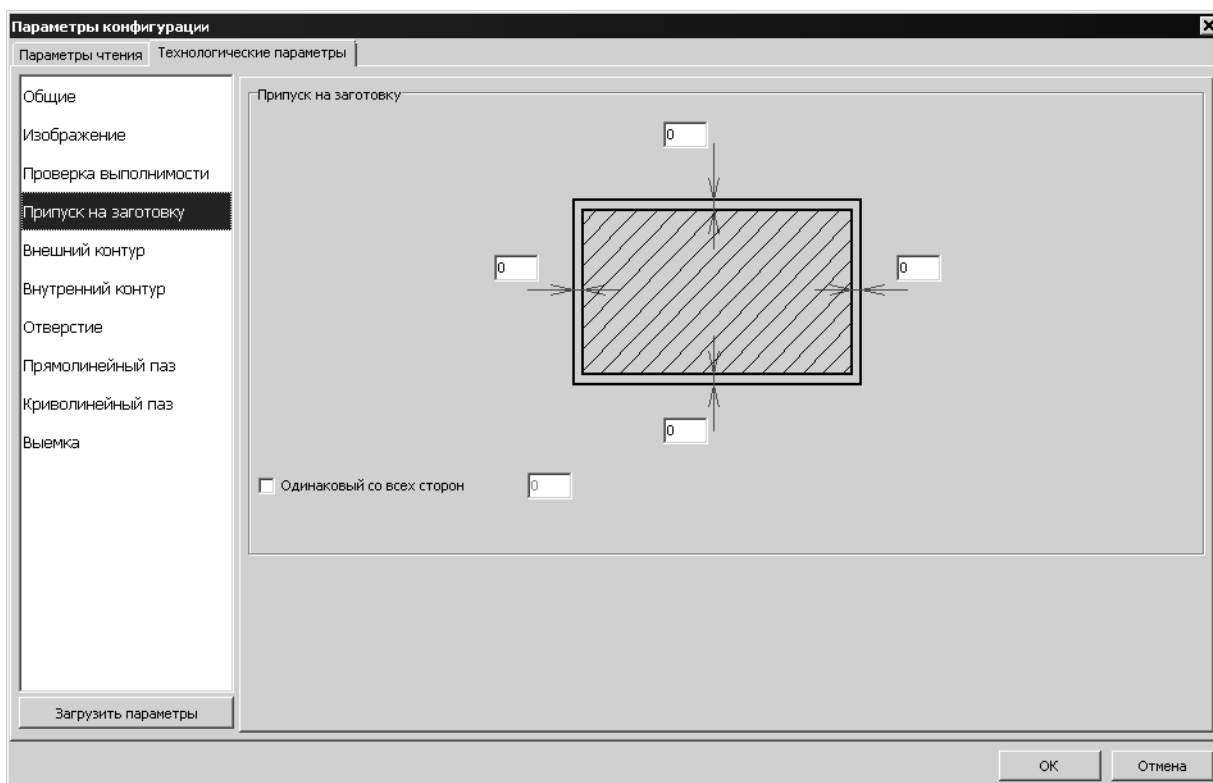 Параметры конфигурации
Параметры чтения Технологические параметры
Общие
Изображение
Проверка выполнимости
Припуск на заготовку
Внешний контур
Внутренний контур
Отверстие
Прямолинейный паз
Криволинейный паз
Выемка
Загрузить параметры
Припуск на заготовку
0
0
0
0
Одинаковый со всех сторон 0
ОК Отмена